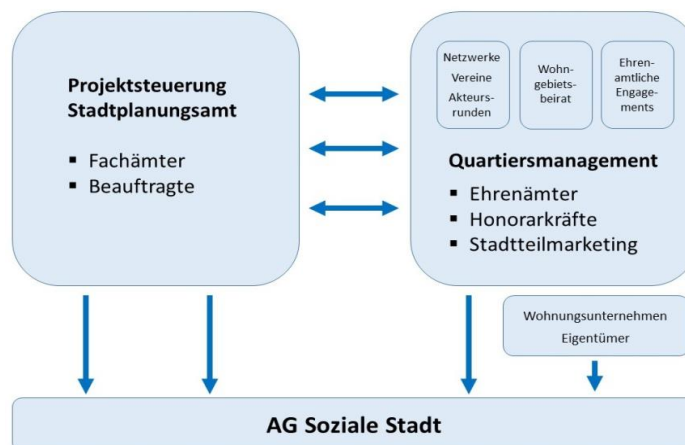 Projektsteuerung
Stadtplanungsamt
▪ Fachämter
▪ Beauftragte
Netzwerke
Vereine
Akteurs-
runden
Wohn-
gebiets-
beirat
Ehren-
amtliche
Engage-
ments
Quartiersmanagement
▪ Ehrenämter
▪ Honorarkräfte
▪ Stadtteilmarketing
Wohnungsunternehmen
Eigentümer
AG Soziale Stadt